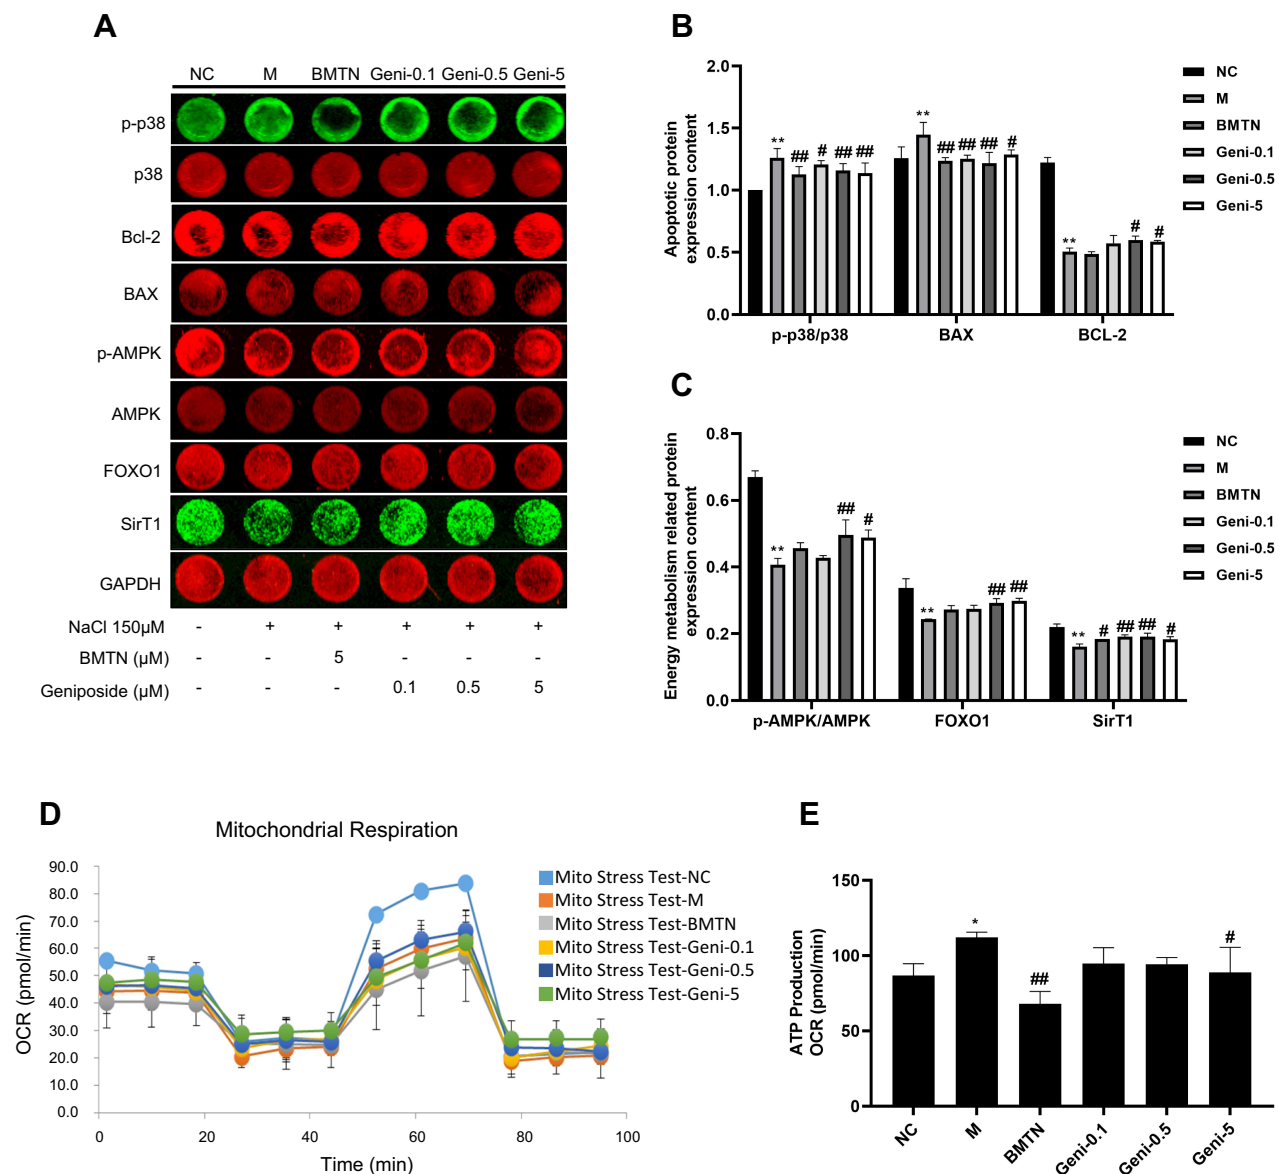 A
NC M BMTN Geni-0.1 Geni-0.5 Geni-5
p-p38
p38
Bcl-2
BAX
p-AMPK
AMPK
FOXO1
SirT1
GAPDH
NaCl 150μM - + + + + +
BMTN (μM) - - 5 - - -
Geniposide (μM) - - - 0.1 0.5 5
B
Apoptotic protein
expression content
2.0
1.5
1.0
0.5
0.0
** ## # ## ##
** ## ## ## #
** # #
p-p38/p38 BAX BCL-2
NC
M
BMTN
Geni-0.1
Geni-0.5
Geni-5
C
Energy metabolism related protein
expression content
0.8
0.6
0.4
0.2
0.0
** ## #
** ## ##
** # ## ## #
p-AMPK/AMPK FOXO1 SirT1
NC
M
BMTN
Geni-0.1
Geni-0.5
Geni-5
D
Mitochondrial Respiration
OCR (pmol/min)
90.0
80.0
70.0
60.0
50.0
40.0
30.0
20.0
10.0
0.0
0 20 40 60 80 100
Time (min)
Mito Stress Test-NC
Mito Stress Test-M
Mito Stress Test-BMTN
Mito Stress Test-Geni-0.1
Mito Stress Test-Geni-0.5
Mito Stress Test-Geni-5
E
ATP Production
OCR (pmol/min)
150
100
50
0
* ## #
NC M BMTN Geni-0.1 Geni-0.5 Geni-5